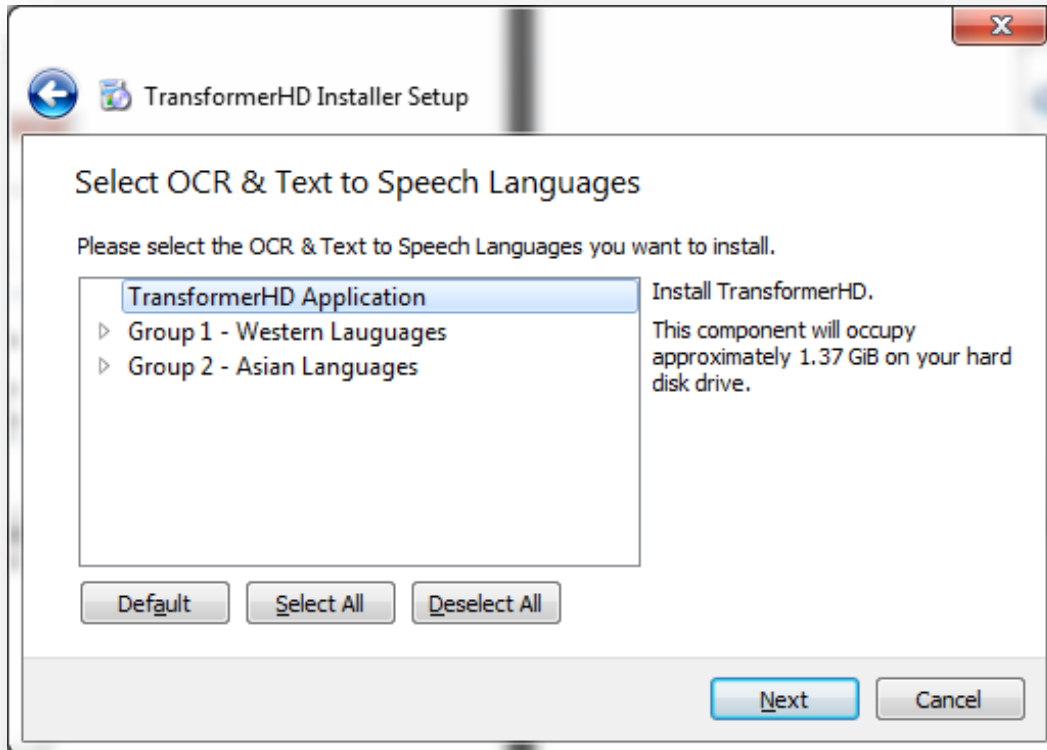 TransformerHD Installer Setup
Select OCR & Text to Speech Languages
Please select the OCR & Text to Speech Languages you want to install.
TransformerHD Application
Group 1 - Western Lauguages
Group 2 - Asian Languages
Install TransformerHD.
This component will occupy
approximately 1.37 GiB on your hard
disk drive.
Default
Select All
Deselect All
Next
Cancel